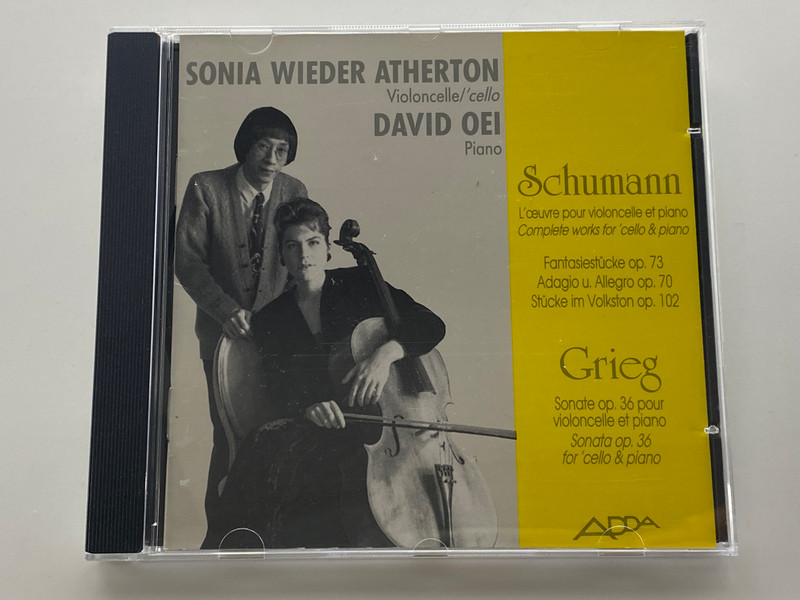 SONIA WIEDER ATHERTON
Violoncelle/'cello
DAVID OEI
Piano
Schumann
L'œuvre pour violoncelle et piano
Complete works for 'cello & piano
Fantasiestücke op. 73
Adagio u. Allegro op. 70
Stücke im Volkston op. 102
Grieg
Sonate op. 36 pour
violoncelle et piano
Sonata op. 36
for 'cello & piano
ADDA